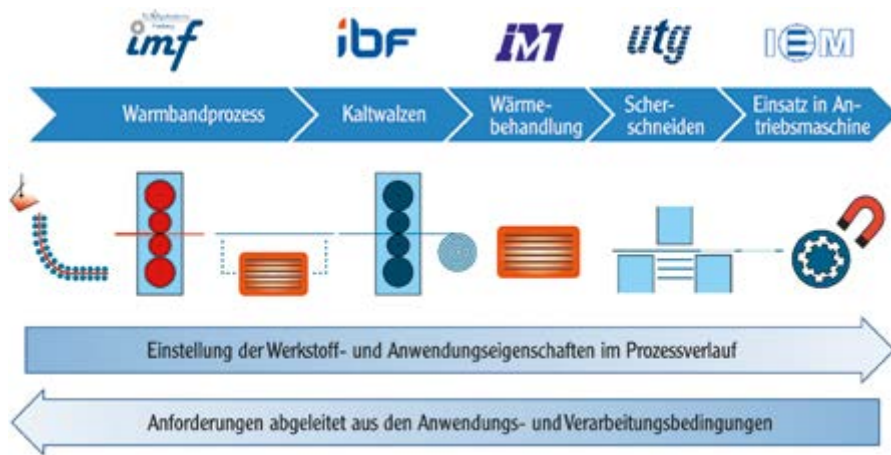 imf
ibf
iM
utg
IEM
Warmbandprozess
Kaltwalzen
Wärme-
behandlung
Scher-
schneiden
Einsatz in An-
triebsmaschine
Einstellung der Werkstoff- und Anwendungseigenschaften im Prozessverlauf
Anforderungen abgeleitet aus den Anwendungs- und Verarbeitungsbedingungen